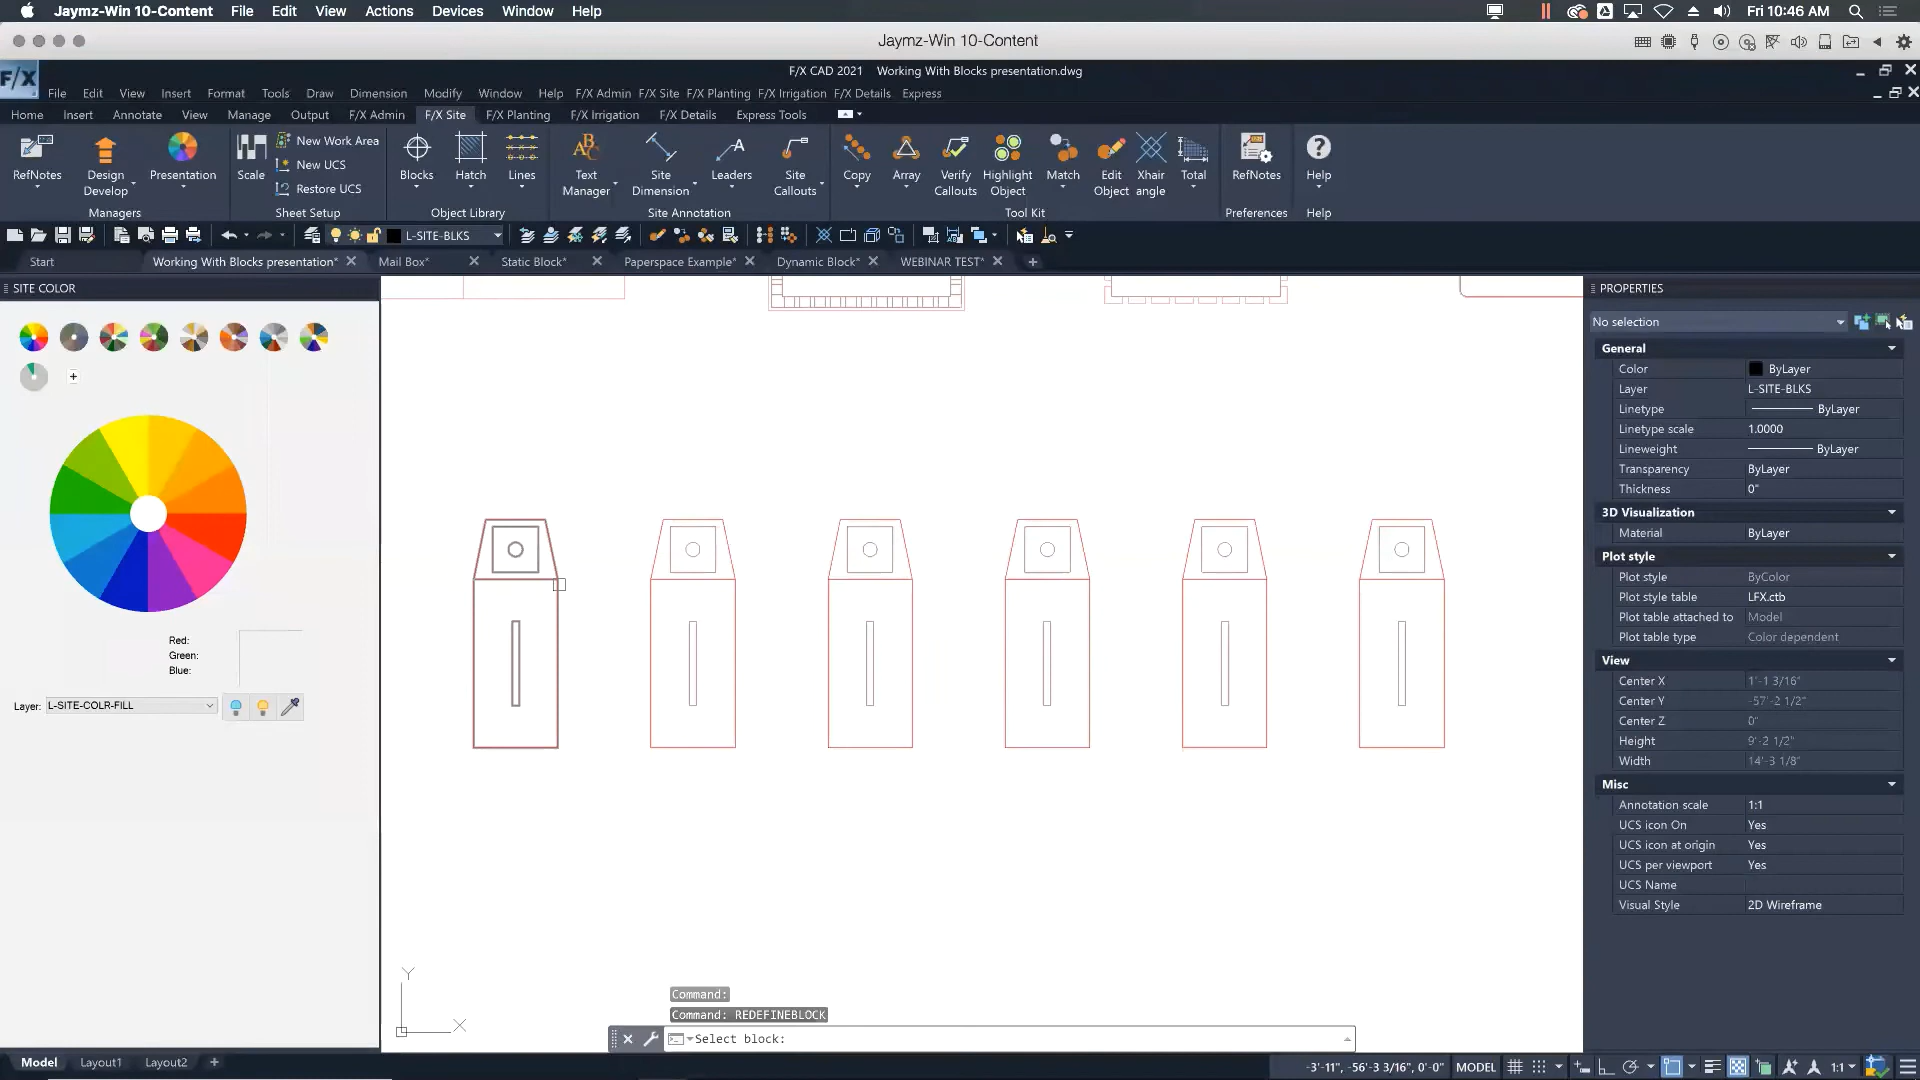 Jaymz-Win 10-Content File Edit View Actions Devices Window Help Fri 10:46 AM
Jaymz-Win 10-Content
F/X
F/X CAD 2021 Working With Blocks presentation.dwg
File Edit View Insert Format Tools Draw Dimension Modify Window Help F/X Admin F/X Site F/X Planting F/X Irrigation F/X Details Express
Home Insert Annotate View Manage Output F/X Admin F/X Site F/X Planting F/X Irrigation F/X Details Express Tools
RefNotes
Design Develop
Presentation
Managers
Scale
New Work Area
New UCS
Restore UCS
Sheet Setup
Blocks
Hatch
Lines
Object Library
Text Manager
Site Dimension
Leaders
Site Callouts
Site Annotation
Copy
Array
Verify Callouts
Highlight Object
Match
Edit Object
Xhair angle
Total
Tool Kit
RefNotes
Preferences
Help
Help
L-SITE-BLKS
Start Working With Blocks presentation* Mail Box* Static Block* Paperspace Example* Dynamic Block* WEBINAR TEST*
SITE COLOR
Red:
Green:
Blue:
Layer: L-SITE-COLR-FILL
Y
X
Command:
Command: REDEFINEBLOCK
Select block:
PROPERTIES
No selection
General
Color ByLayer
Layer L-SITE-BLKS
Linetype ByLayer
Linetype scale 1.0000
Lineweight ByLayer
Transparency ByLayer
Thickness 0"
3D Visualization
Material ByLayer
Plot style
Plot style ByColor
Plot style table LFX.ctb
Plot table attached to Model
Plot table type Color dependent
View
Center X 1'-1 3/16"
Center Y -57'-2 1/2"
Center Z 0"
Height 9'-2 1/2"
Width 14'-3 1/8"
Misc
Annotation scale 1:1
UCS icon On Yes
UCS icon at origin Yes
UCS per viewport Yes
UCS Name
Visual Style 2D Wireframe
Model Layout1 Layout2 +
-3'-11", -56'-3 3/16", 0'-0" MODEL 1:1